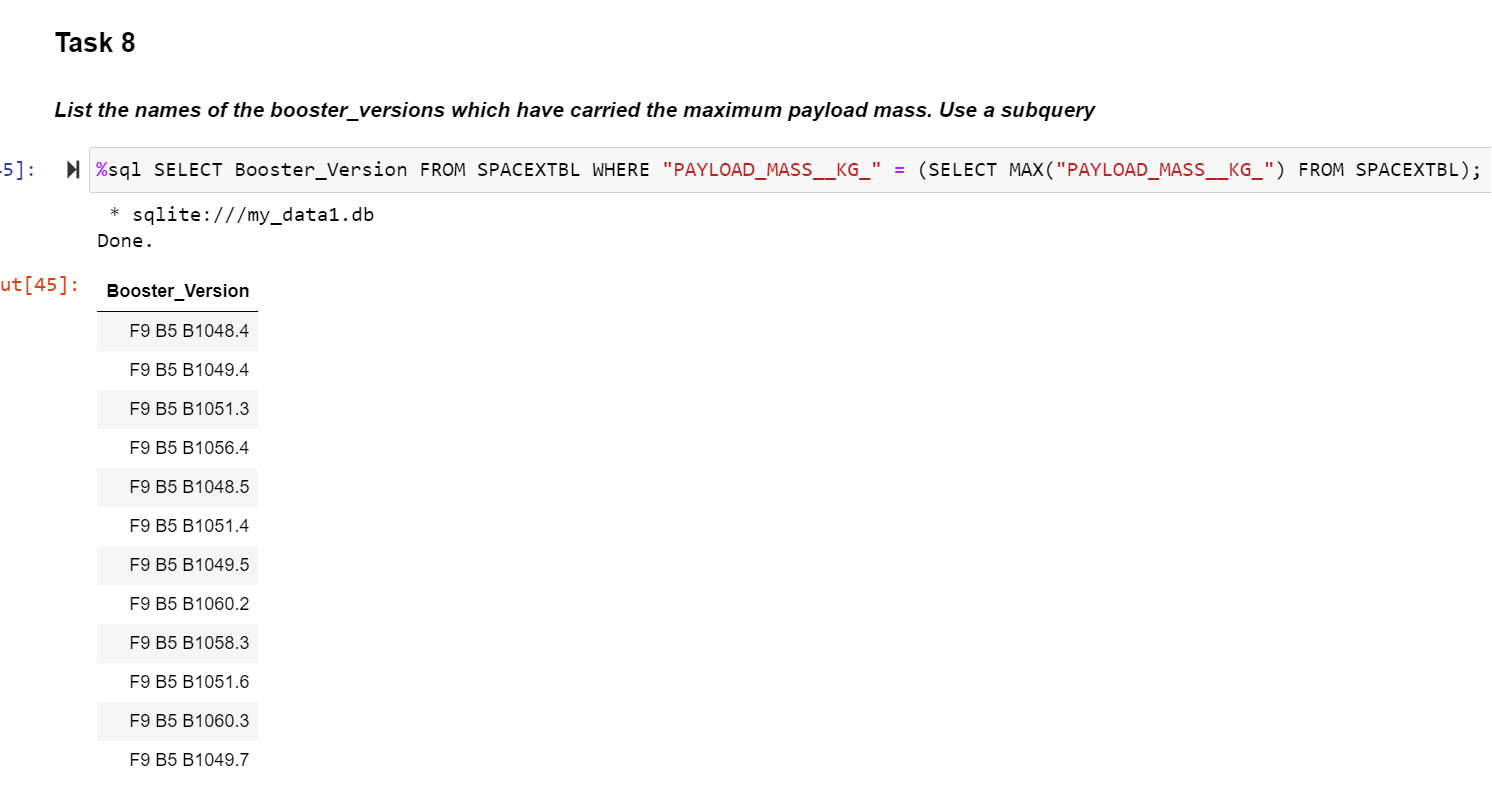 Task 8
List the names of the booster_versions which have carried the maximum payload mass. Use a subquery
5]:
%sql SELECT Booster_Version FROM SPACEXTBL WHERE "PAYLOAD_MASS__KG_" = (SELECT MAX("PAYLOAD_MASS__KG_") FROM SPACEXTBL);
* sqlite:///my_data1.db
Done.
ut[45]:
Booster_Version
F9 B5 B1048.4
F9 B5 B1049.4
F9 B5 B1051.3
F9 B5 B1056.4
F9 B5 B1048.5
F9 B5 B1051.4
F9 B5 B1049.5
F9 B5 B1060.2
F9 B5 B1058.3
F9 B5 B1051.6
F9 B5 B1060.3
F9 B5 B1049.7